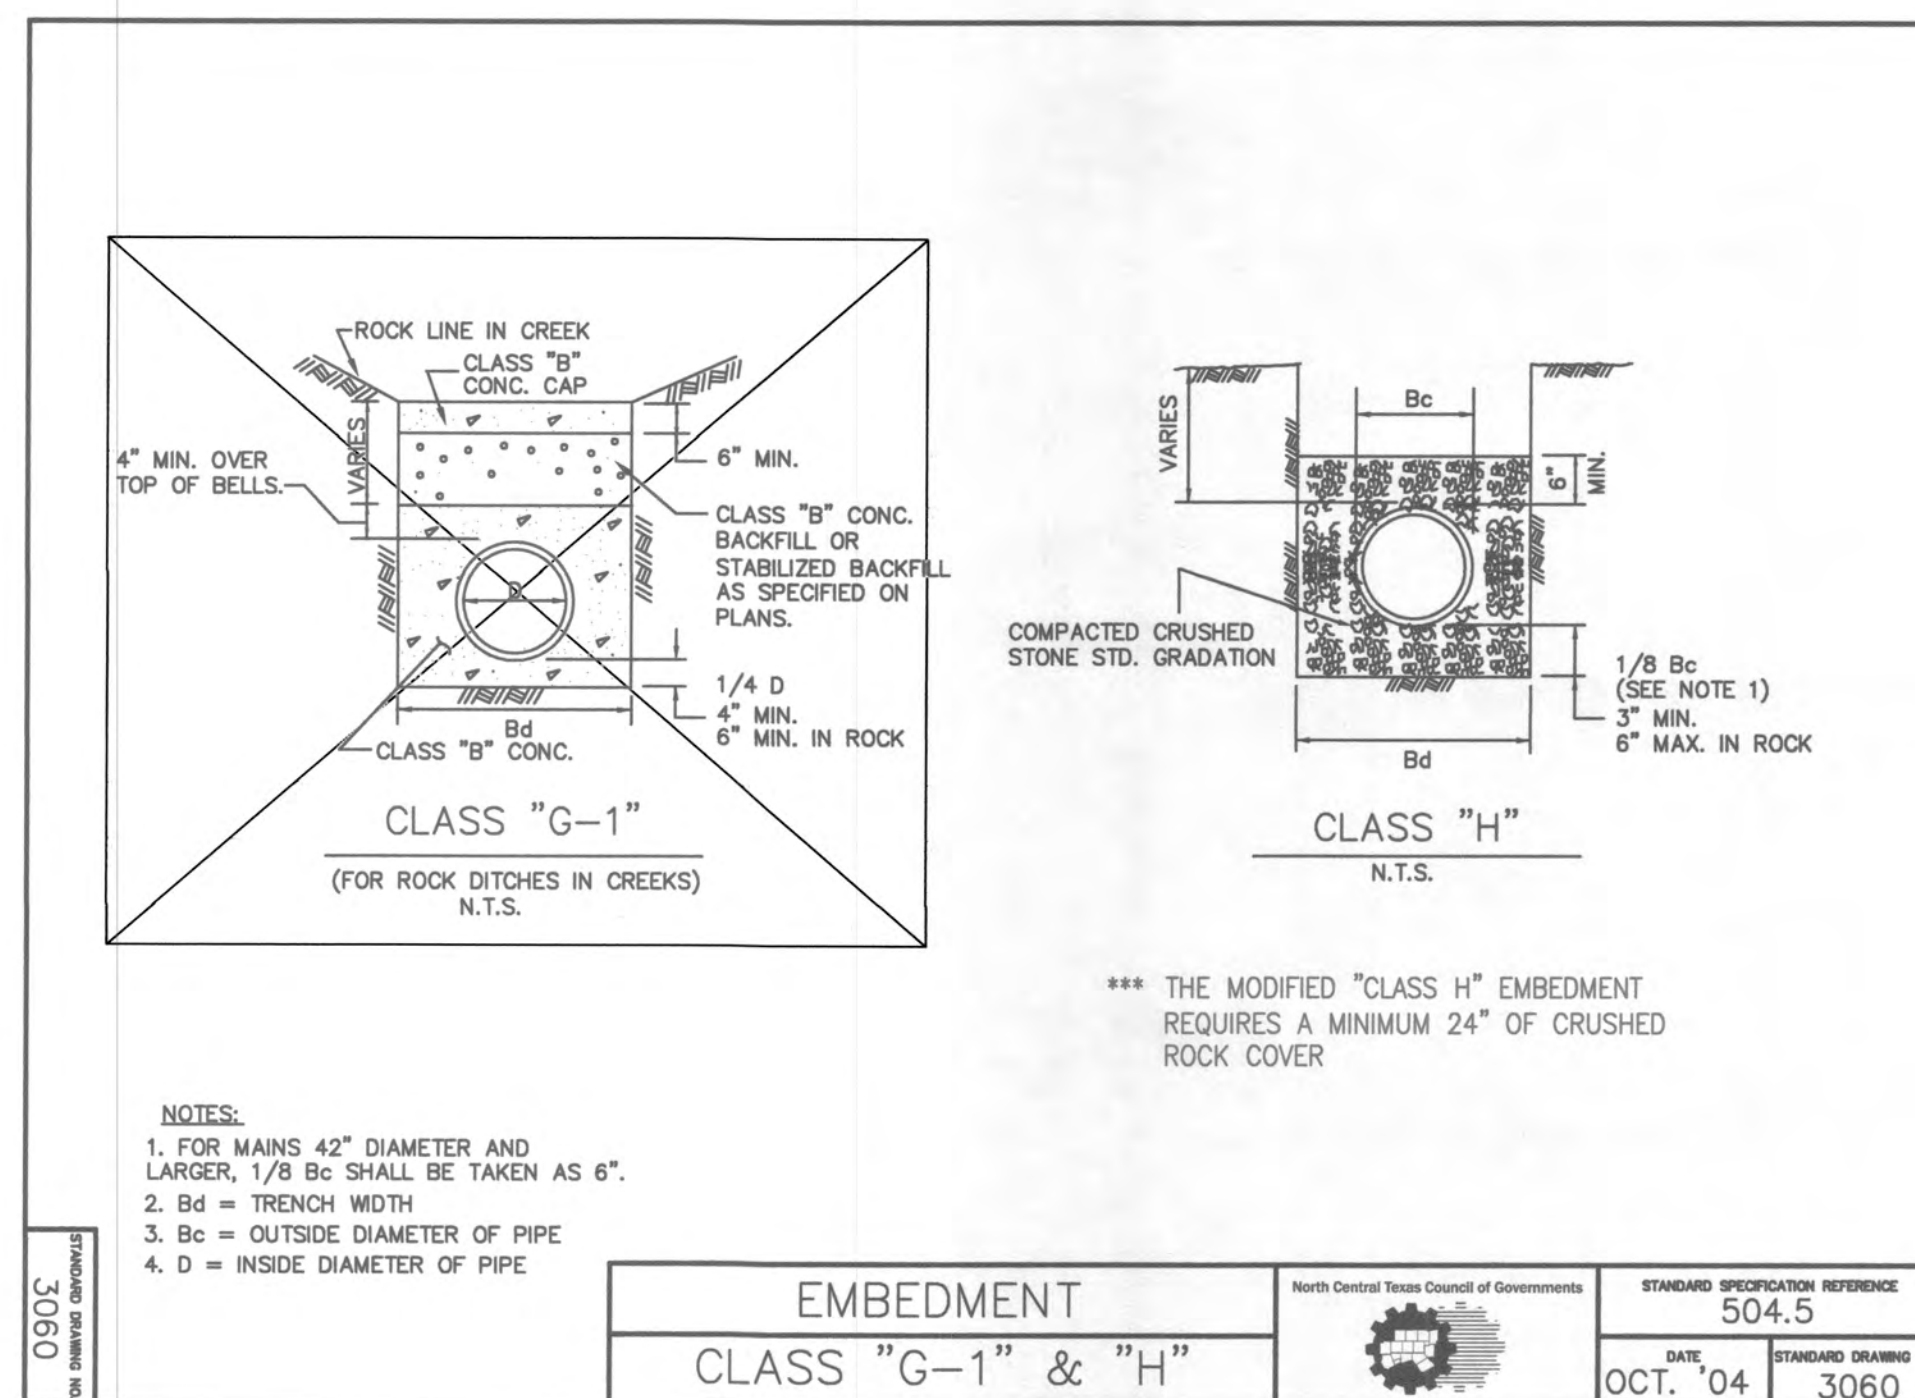 ROCK LINE IN CREEK
CLASS "B"
CONC. CAP
VARIES
4" MIN. OVER
TOP OF BELLS.
6" MIN.
CLASS "B" CONC.
BACKFILL OR
STABILIZED BACKFILL
AS SPECIFIED ON
PLANS.
D
1/4 D
4" MIN.
6" MIN. IN ROCK
Bd
CLASS "B" CONC.
CLASS "G-1"
(FOR ROCK DITCHES IN CREEKS)
N.T.S.
VARIES
Bc
6"
MIN.
COMPACTED CRUSHED
STONE STD. GRADATION
1/8 Bc
(SEE NOTE 1)
3" MIN.
6" MAX. IN ROCK
Bd
CLASS "H"
N.T.S.
*** THE MODIFIED "CLASS H" EMBEDMENT
REQUIRES A MINIMUM 24" OF CRUSHED
ROCK COVER
NOTES:
1. FOR MAINS 42" DIAMETER AND
LARGER, 1/8 Bc SHALL BE TAKEN AS 6".
2. Bd = TRENCH WIDTH
3. Bc = OUTSIDE DIAMETER OF PIPE
4. D = INSIDE DIAMETER OF PIPE
STANDARD DRAWING NO.
3060
EMBEDMENT
CLASS "G-1" & "H"
North Central Texas Council of Governments
STANDARD SPECIFICATION REFERENCE
504.5
DATE
OCT. '04
STANDARD DRAWING
3060